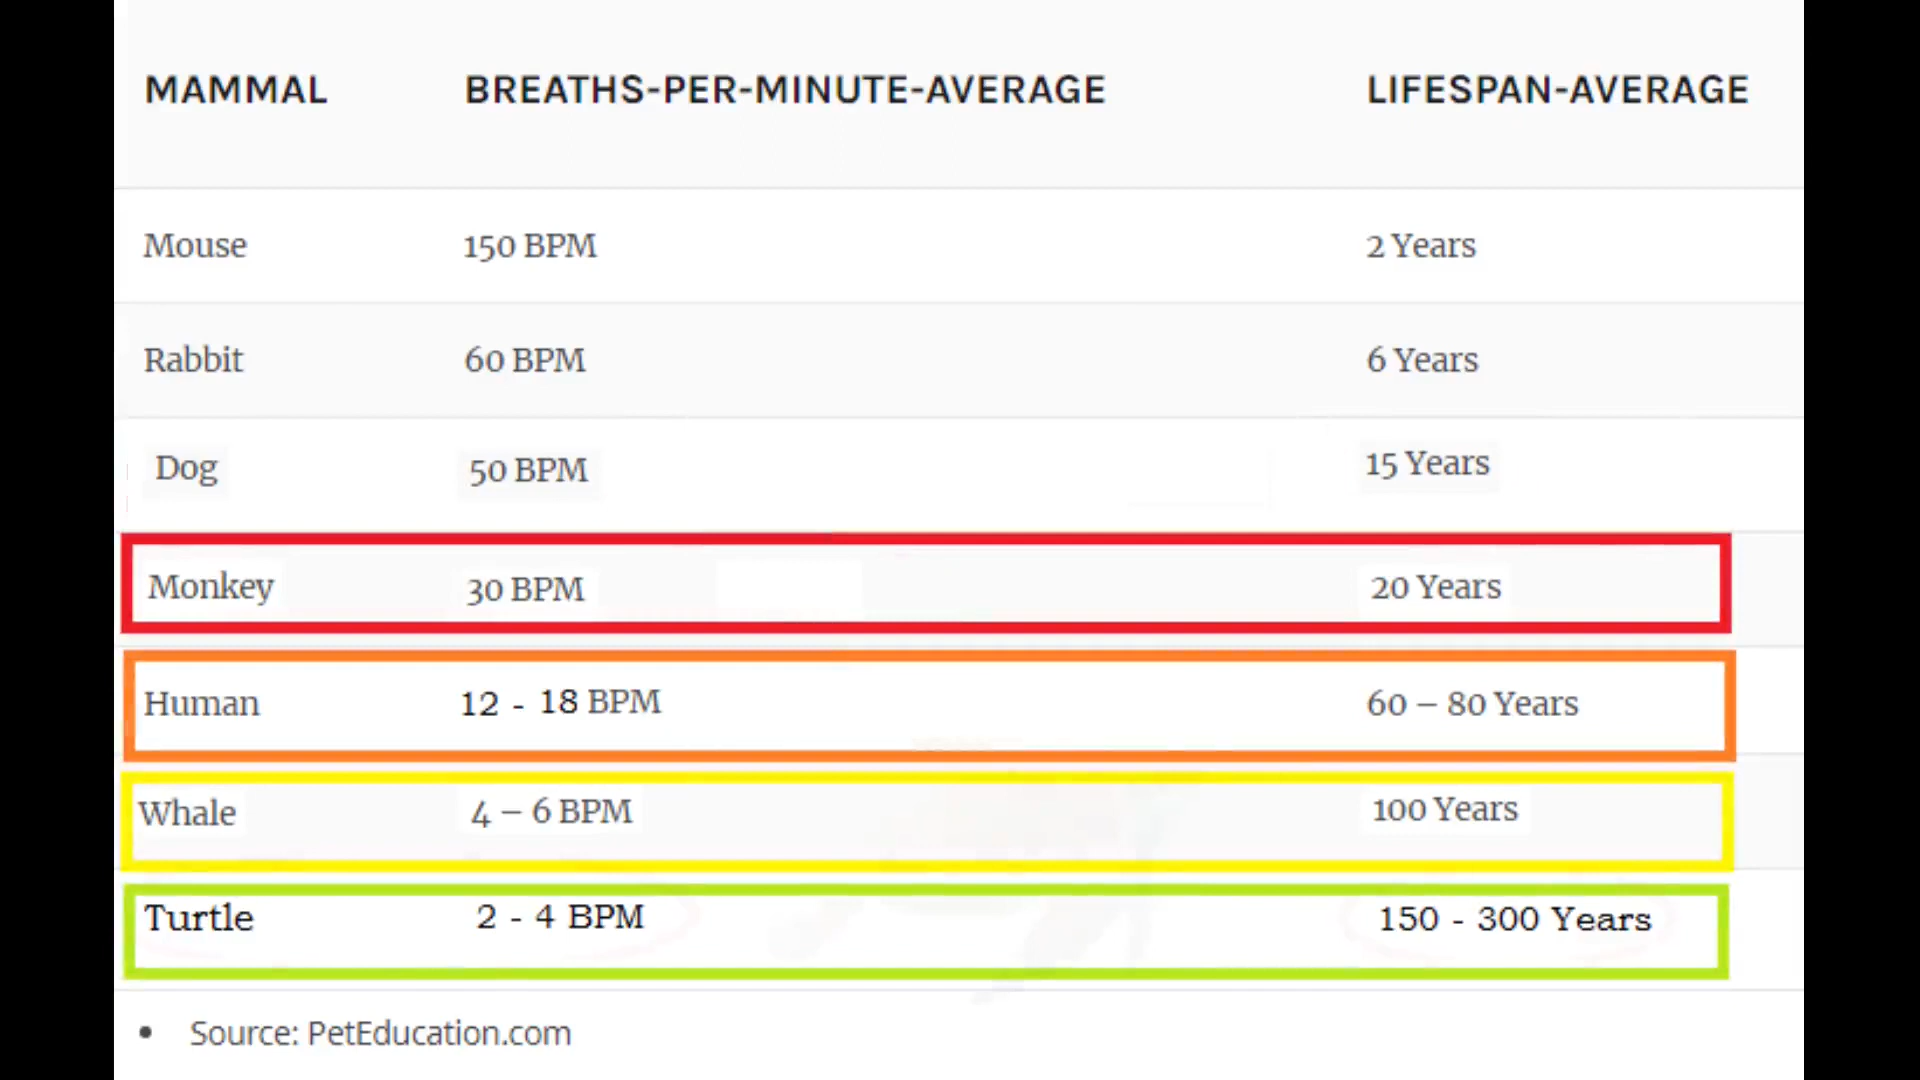 MAMMAL BREATHS-PER-MINUTE-AVERAGE LIFESPAN-AVERAGE
Mouse 150 BPM 2 Years
Rabbit 60 BPM 6 Years
Dog 50 BPM 15 Years
Monkey 30 BPM 20 Years
Human 12 - 18 BPM 60 – 80 Years
Whale 4 – 6 BPM 100 Years
Turtle 2 - 4 BPM 150 - 300 Years
• Source: PetEducation.com